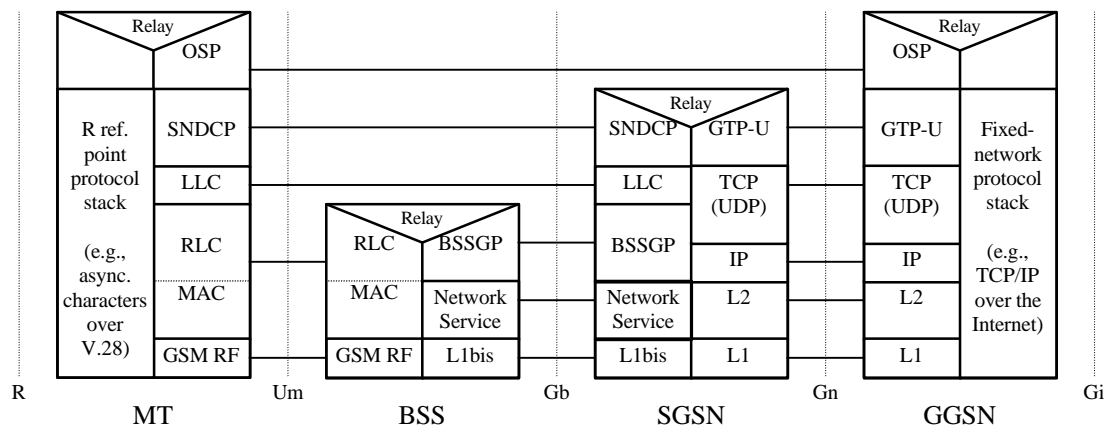 Relay
OSP
R ref.
point
protocol
stack
(e.g.,
async.
characters
over
V.28)
SNDCP
LLC
RLC
MAC
GSM RF
MT
Relay
RLC
MAC
GSM RF
BSSGP
Network
Service
L1bis
BSS
Relay
SNDCP
LLC
BSSGP
Network
Service
L1bis
GTP-U
TCP
(UDP)
IP
L2
L1
SGSN
Relay
OSP
GTP-U
TCP
(UDP)
IP
L2
L1
Fixed-
network
protocol
stack
(e.g.,
TCP/IP
over the
Internet)
GGSN
R
Um
Gb
Gn
Gi